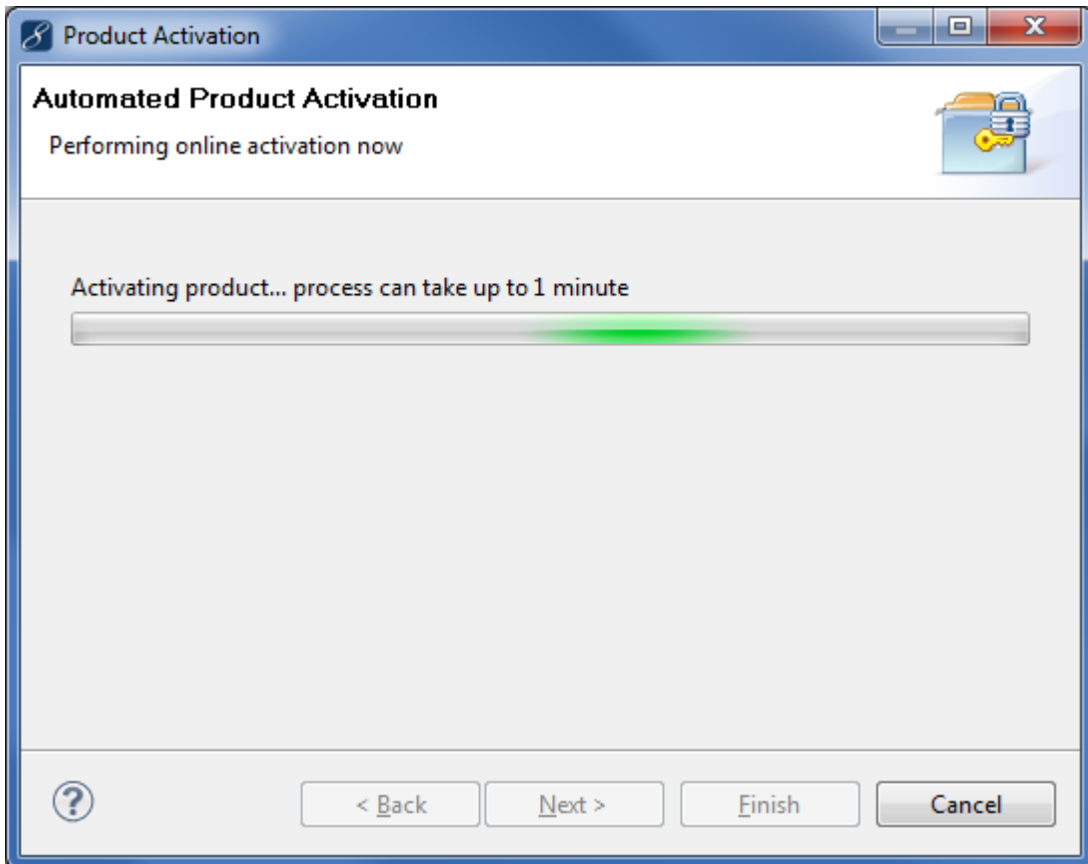 Product Activation
Automated Product Activation
Performing online activation now
Activating product... process can take up to 1 minute
< Back
Next >
Finish
Cancel